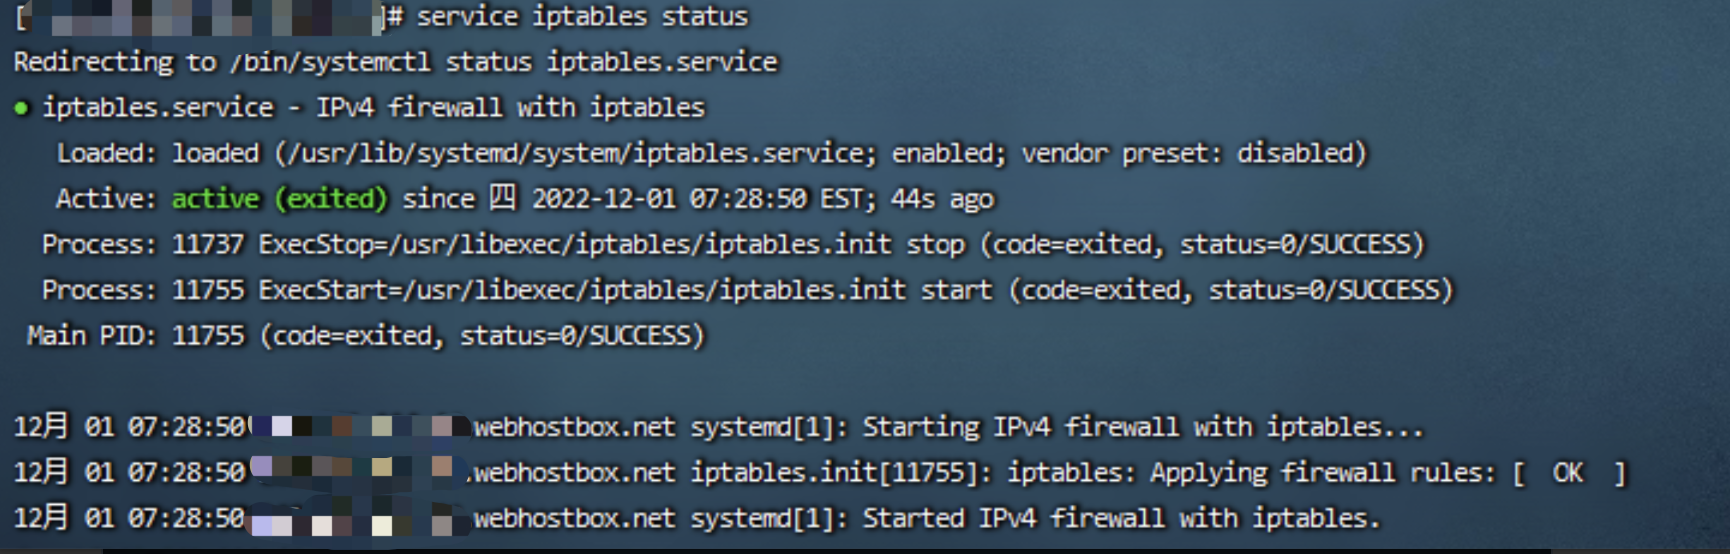 [ ]# service iptables status
Redirecting to /bin/systemctl status iptables.service
● iptables.service - IPv4 firewall with iptables
Loaded: loaded (/usr/lib/systemd/system/iptables.service; enabled; vendor preset: disabled)
Active: active (exited) since 四 2022-12-01 07:28:50 EST; 44s ago
Process: 11737 ExecStop=/usr/libexec/iptables/iptables.init stop (code=exited, status=0/SUCCESS)
Process: 11755 ExecStart=/usr/libexec/iptables/iptables.init start (code=exited, status=0/SUCCESS)
Main PID: 11755 (code=exited, status=0/SUCCESS)
12月 01 07:28:50 .webhostbox.net systemd[1]: Starting IPv4 firewall with iptables...
12月 01 07:28:50 .webhostbox.net iptables.init[11755]: iptables: Applying firewall rules: [  OK  ]
12月 01 07:28:50 .webhostbox.net systemd[1]: Started IPv4 firewall with iptables.